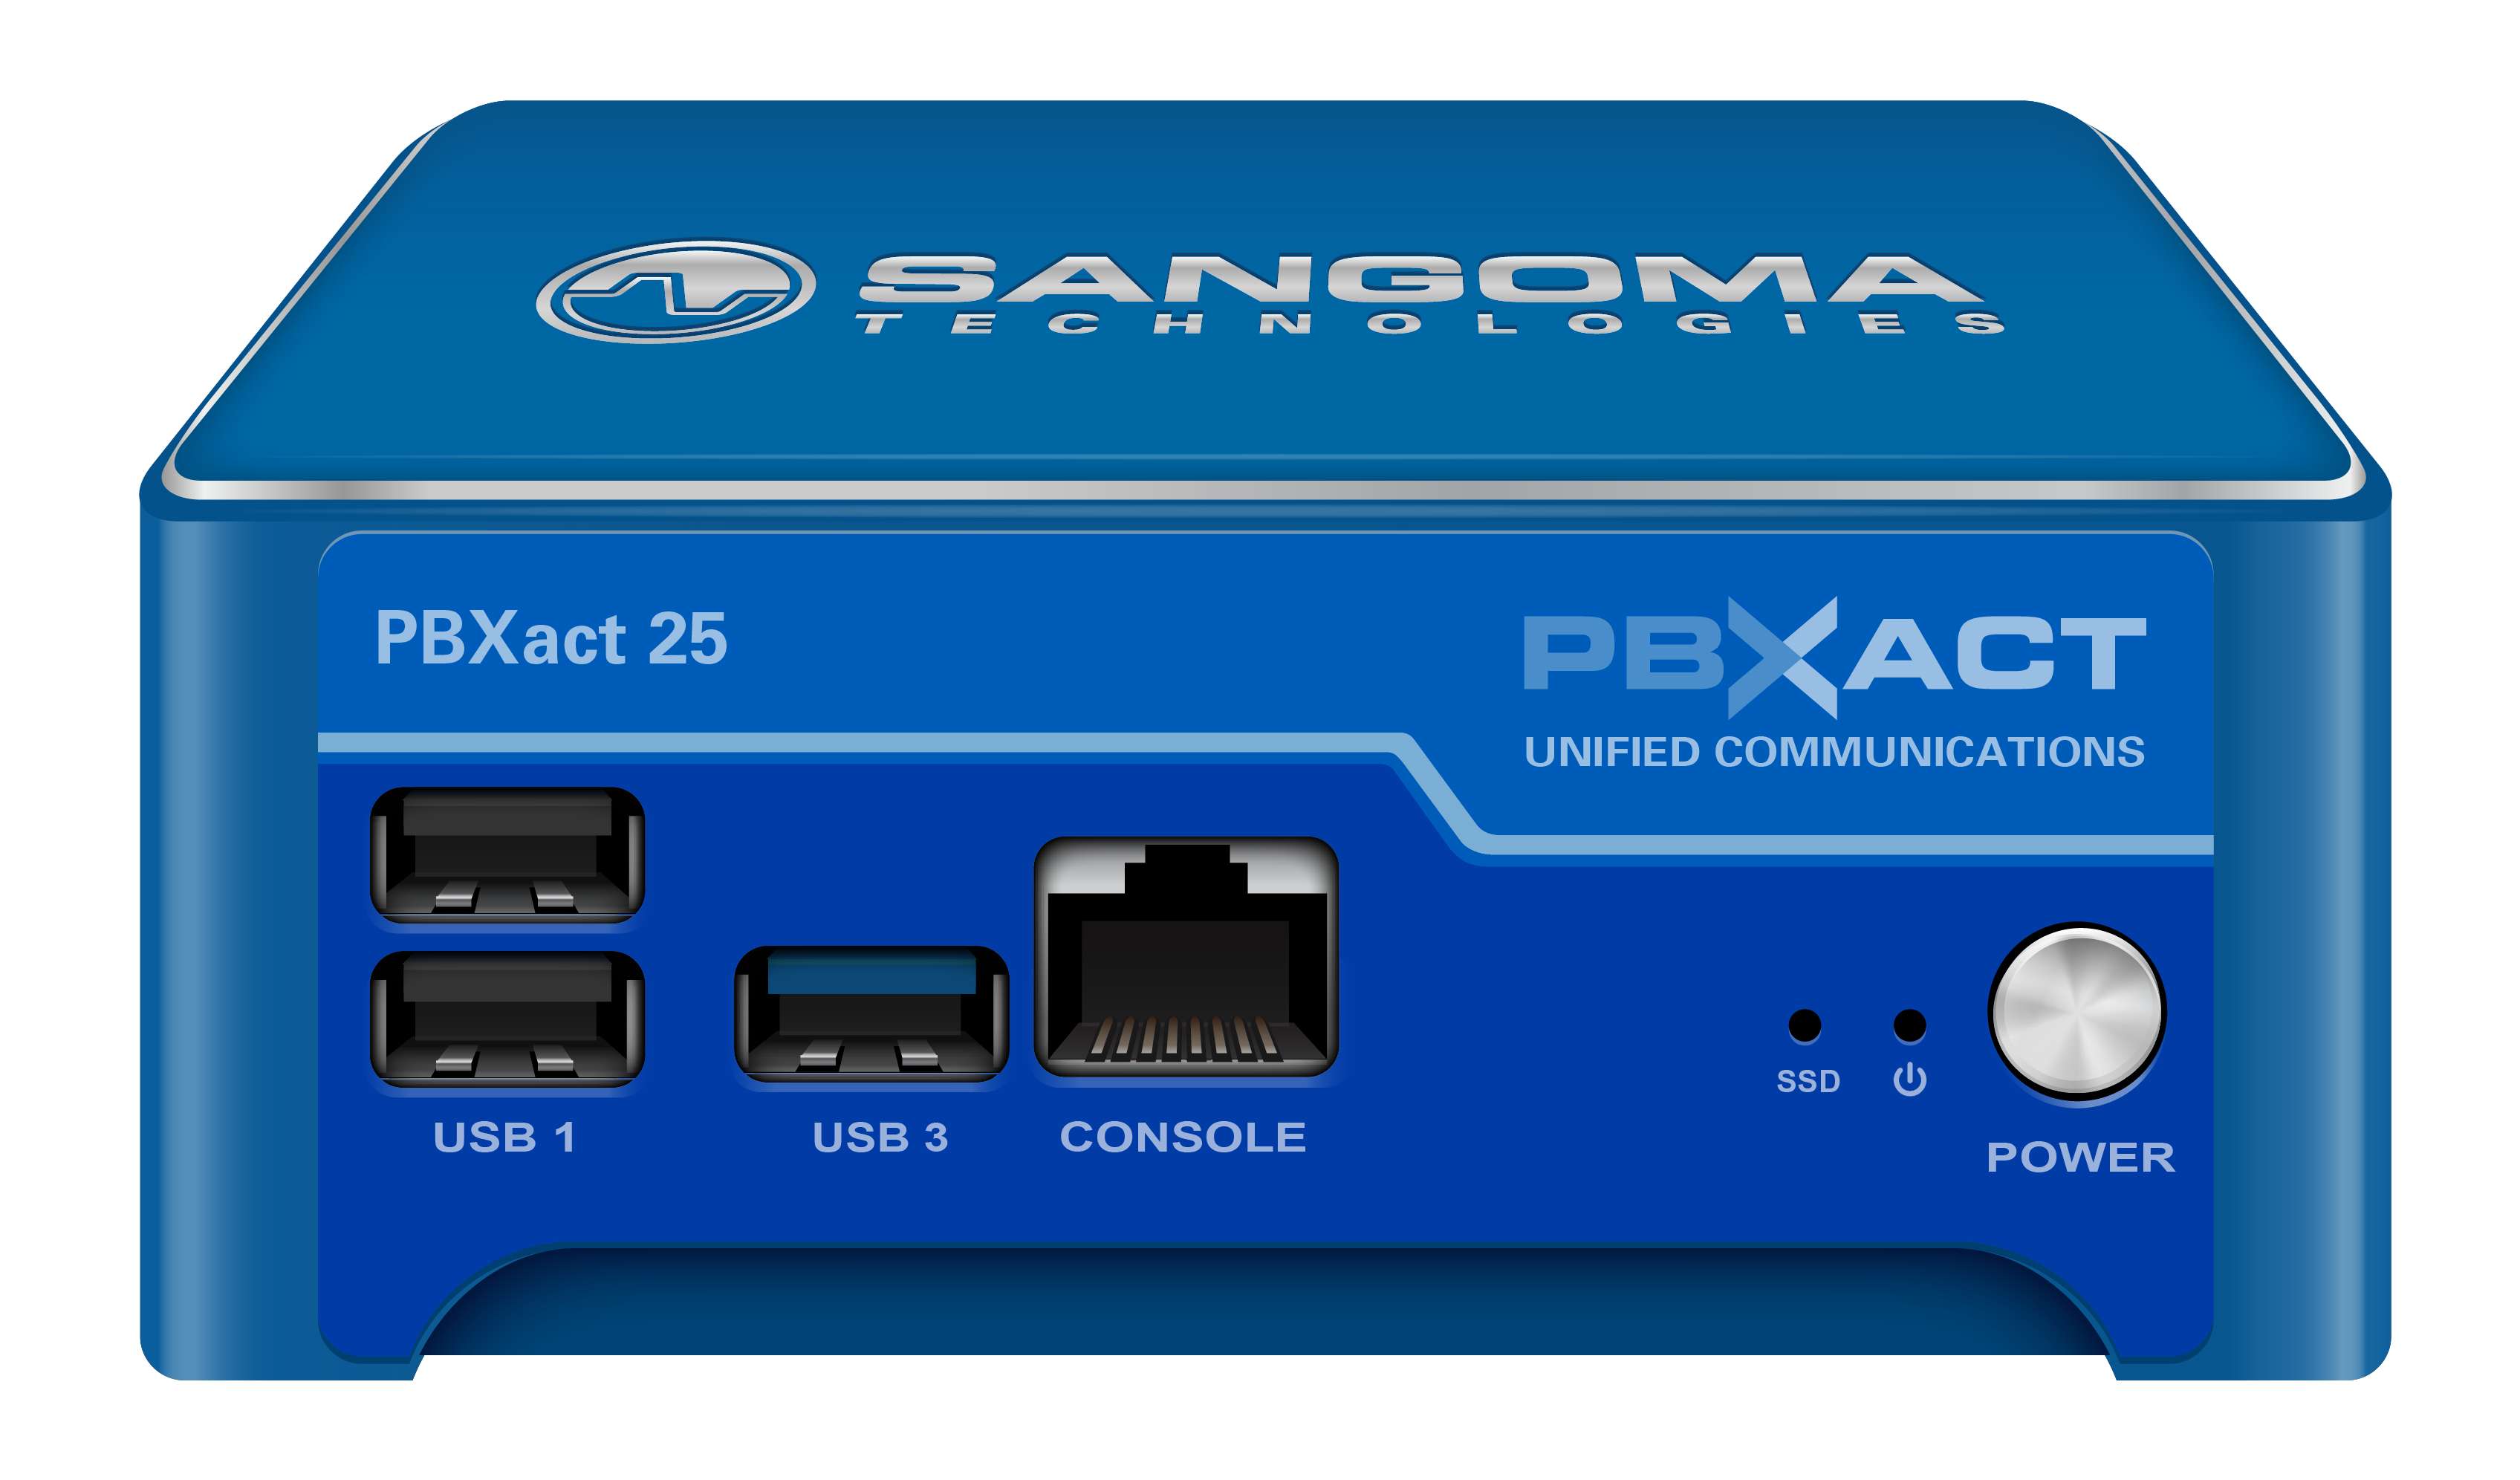 SANGOMA
TECHNOLOGIES
PBXact 25
PBXACT
UNIFIED COMMUNICATIONS
USB 1
USB 3
CONSOLE
SSD
POWER